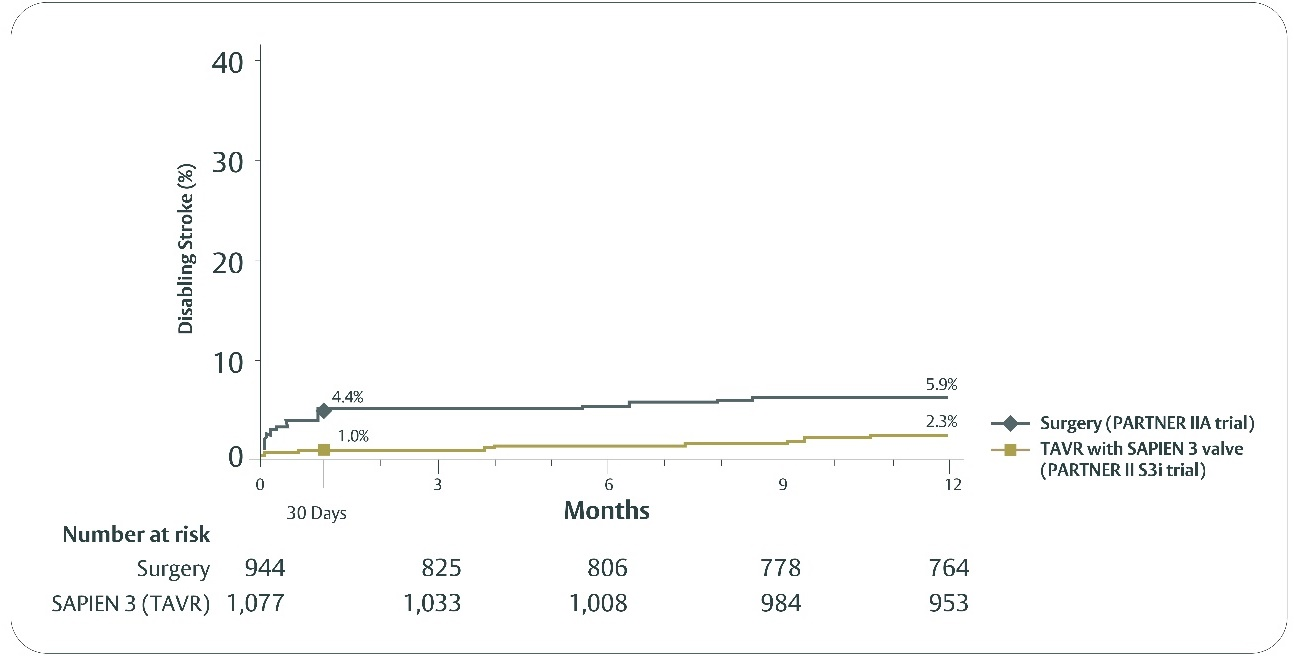 40
30
20
10
0
Disabling Stroke (%)
4.4%
5.9%
1.0%
2.3%
Surgery (PARTNER IIA trial)
TAVR with SAPIEN 3 valve
(PARTNER II S3i trial)
0 3 6 9 12
30 Days
Months
Number at risk
Surgery 944 825 806 778 764
SAPIEN 3 (TAVR) 1,077 1,033 1,008 984 953